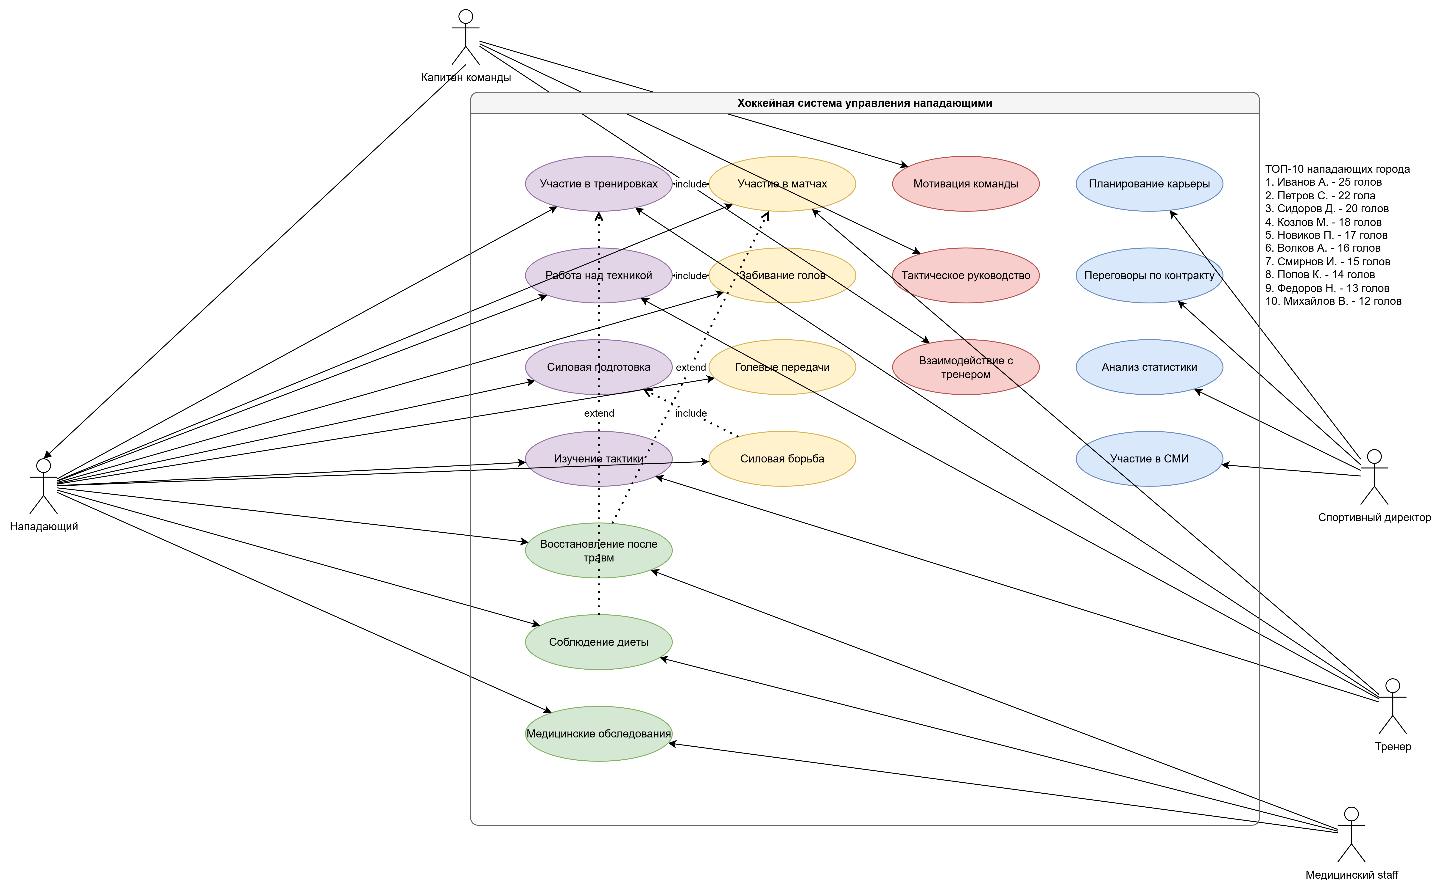 Капитан команды
Хоккейная система управления нападающими
Участие в тренировках
include
Участие в матчах
Мотивация команды
Планирование карьеры
ТОП-10 нападающих города
1. Иванов А. - 25 голов
2. Петров С. - 22 гола
3. Сидоров Д. - 20 голов
4. Козлов М. - 18 голов
5. Новиков П. - 17 голов
6. Волков А. - 16 голов
7. Смирнов И. - 15 голов
8. Попов К. - 14 голов
9. Федоров Н. - 13 голов
10. Михайлов В. - 12 голов
Работа над техникой
include
Забивание голов
Тактическое руководство
Переговоры по контракту
Силовая подготовка
extend
Голевые передачи
Взаимодействие с
тренером
Анализ статистики
extend
include
Изучение тактики
Силовая борьба
Участие в СМИ
Нападающий
Спортивный директор
Восстановление после
травм
Соблюдение диеты
Медицинские обследования
Тренер
Медицинский staff